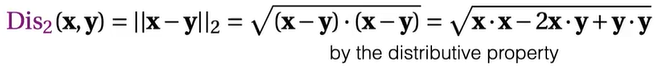 Dis₂(x,y) = ||x−y||₂ = √(x−y)·(x−y) = √x·x−2x·y+y·y
by the distributive property